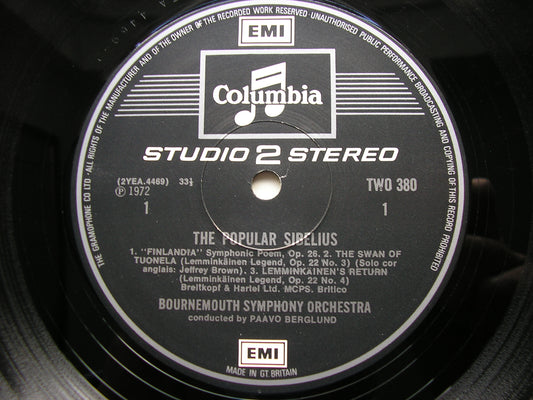 THE GRAMOPHONE CO LTD · ALL RIGHTS OF THE MANUFACTURER AND OF THE OWNER OF THE RECORDED WORK RESERVED · UNAUTHORISED PUBLIC PERFORMANCE BROADCASTING AND COPYING OF THIS RECORD PROHIBITED
EMI
Columbia
STUDIO 2 STEREO
(2YEA.4469) 33⅓ TWO 380
℗ 1972
1 1
THE POPULAR SIBELIUS
1. "FINLANDIA" Symphonic Poem, Op. 26. 2. THE SWAN OF
TUONELA (Lemminkäinen Legend, Op. 22 No. 3) (Solo cor
anglais: Jeffrey Brown). 3. LEMMINKAINEN'S RETURN
(Lemminkäinen Legend, Op. 22 No. 4)
Breitkopf & Hartel Ltd. MCPS. Britico
BOURNEMOUTH SYMPHONY ORCHESTRA
conducted by PAAVO BERGLUND
EMI
MADE IN GT. BRITAIN